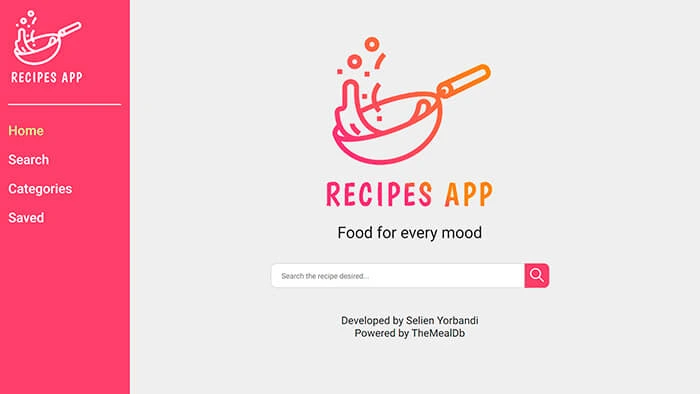 RECIPES APP
Home
Search
Categories
Saved
RECIPES APP
Food for every mood
Search the recipe desired...
Developed by Selien Yorbandi
Powered by TheMealDb